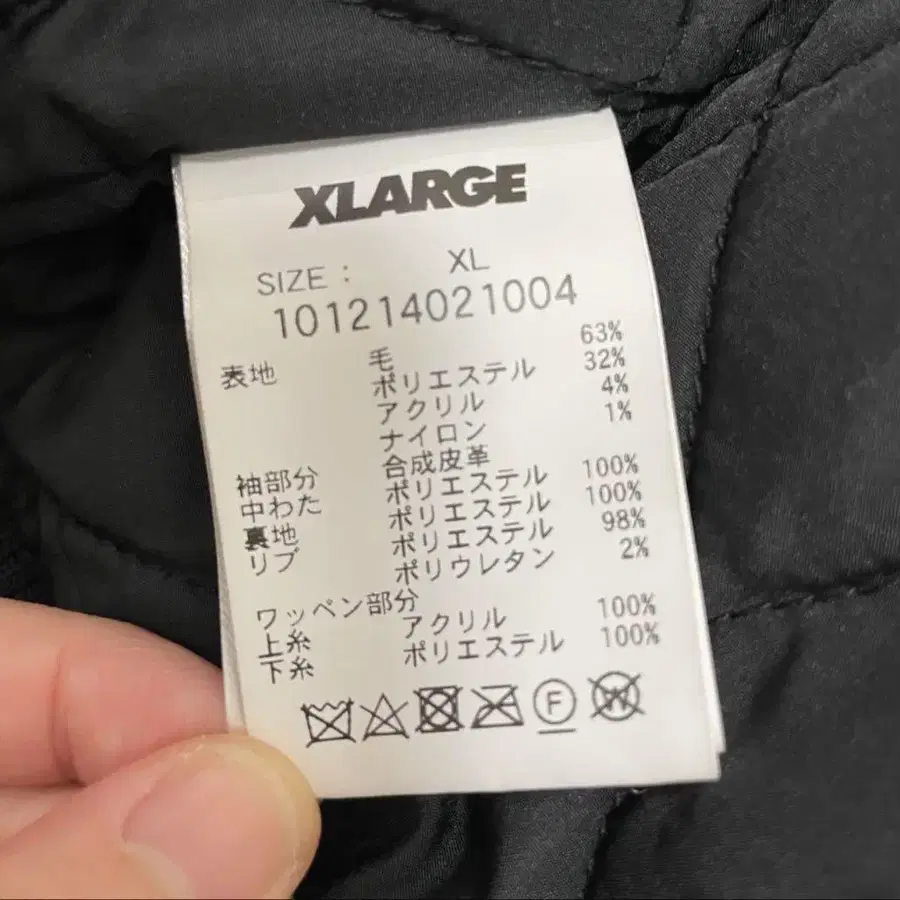 XLARGE
SIZE : XL
101214021004
表地 毛 63%
ポリエステル 32%
アクリル 4%
ナイロン 1%
袖部分 合成皮革
中わた ポリエステル 100%
裏地 ポリエステル 100%
リブ ポリエステル 98%
ポリウレタン 2%
ワッペン部分
上糸 アクリル 100%
下糸 ポリエステル 100%
F W